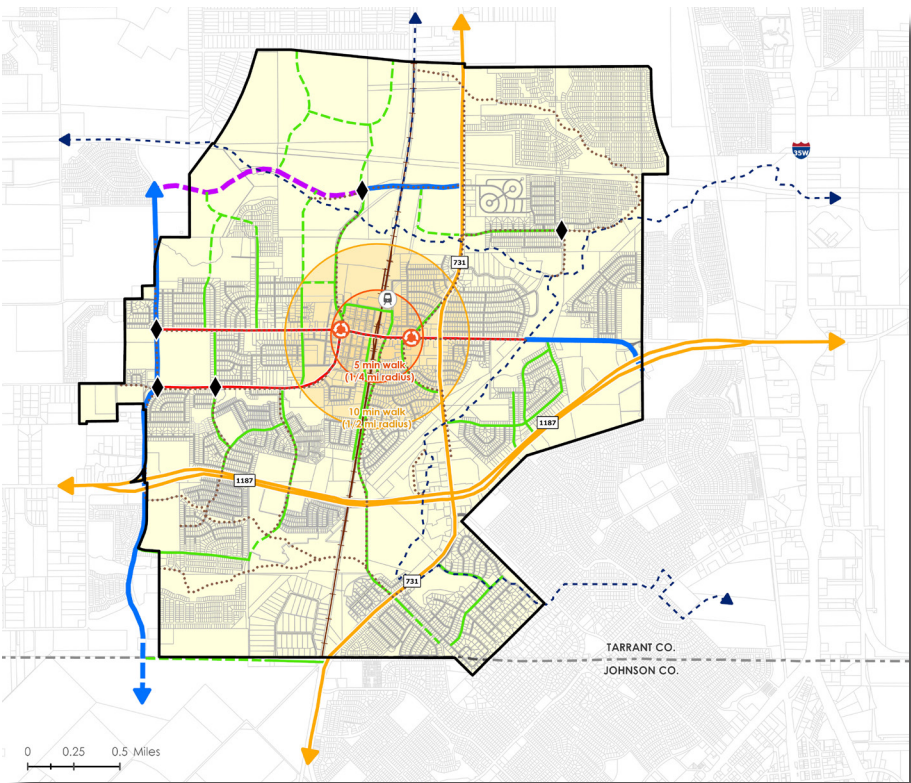 35W
731
5 min walk
(1/4 mi radius)
10 min walk
(1/2 mi radius)
1187
1187
731
TARRANT CO.
JOHNSON CO.
0 0.25 0.5 Miles